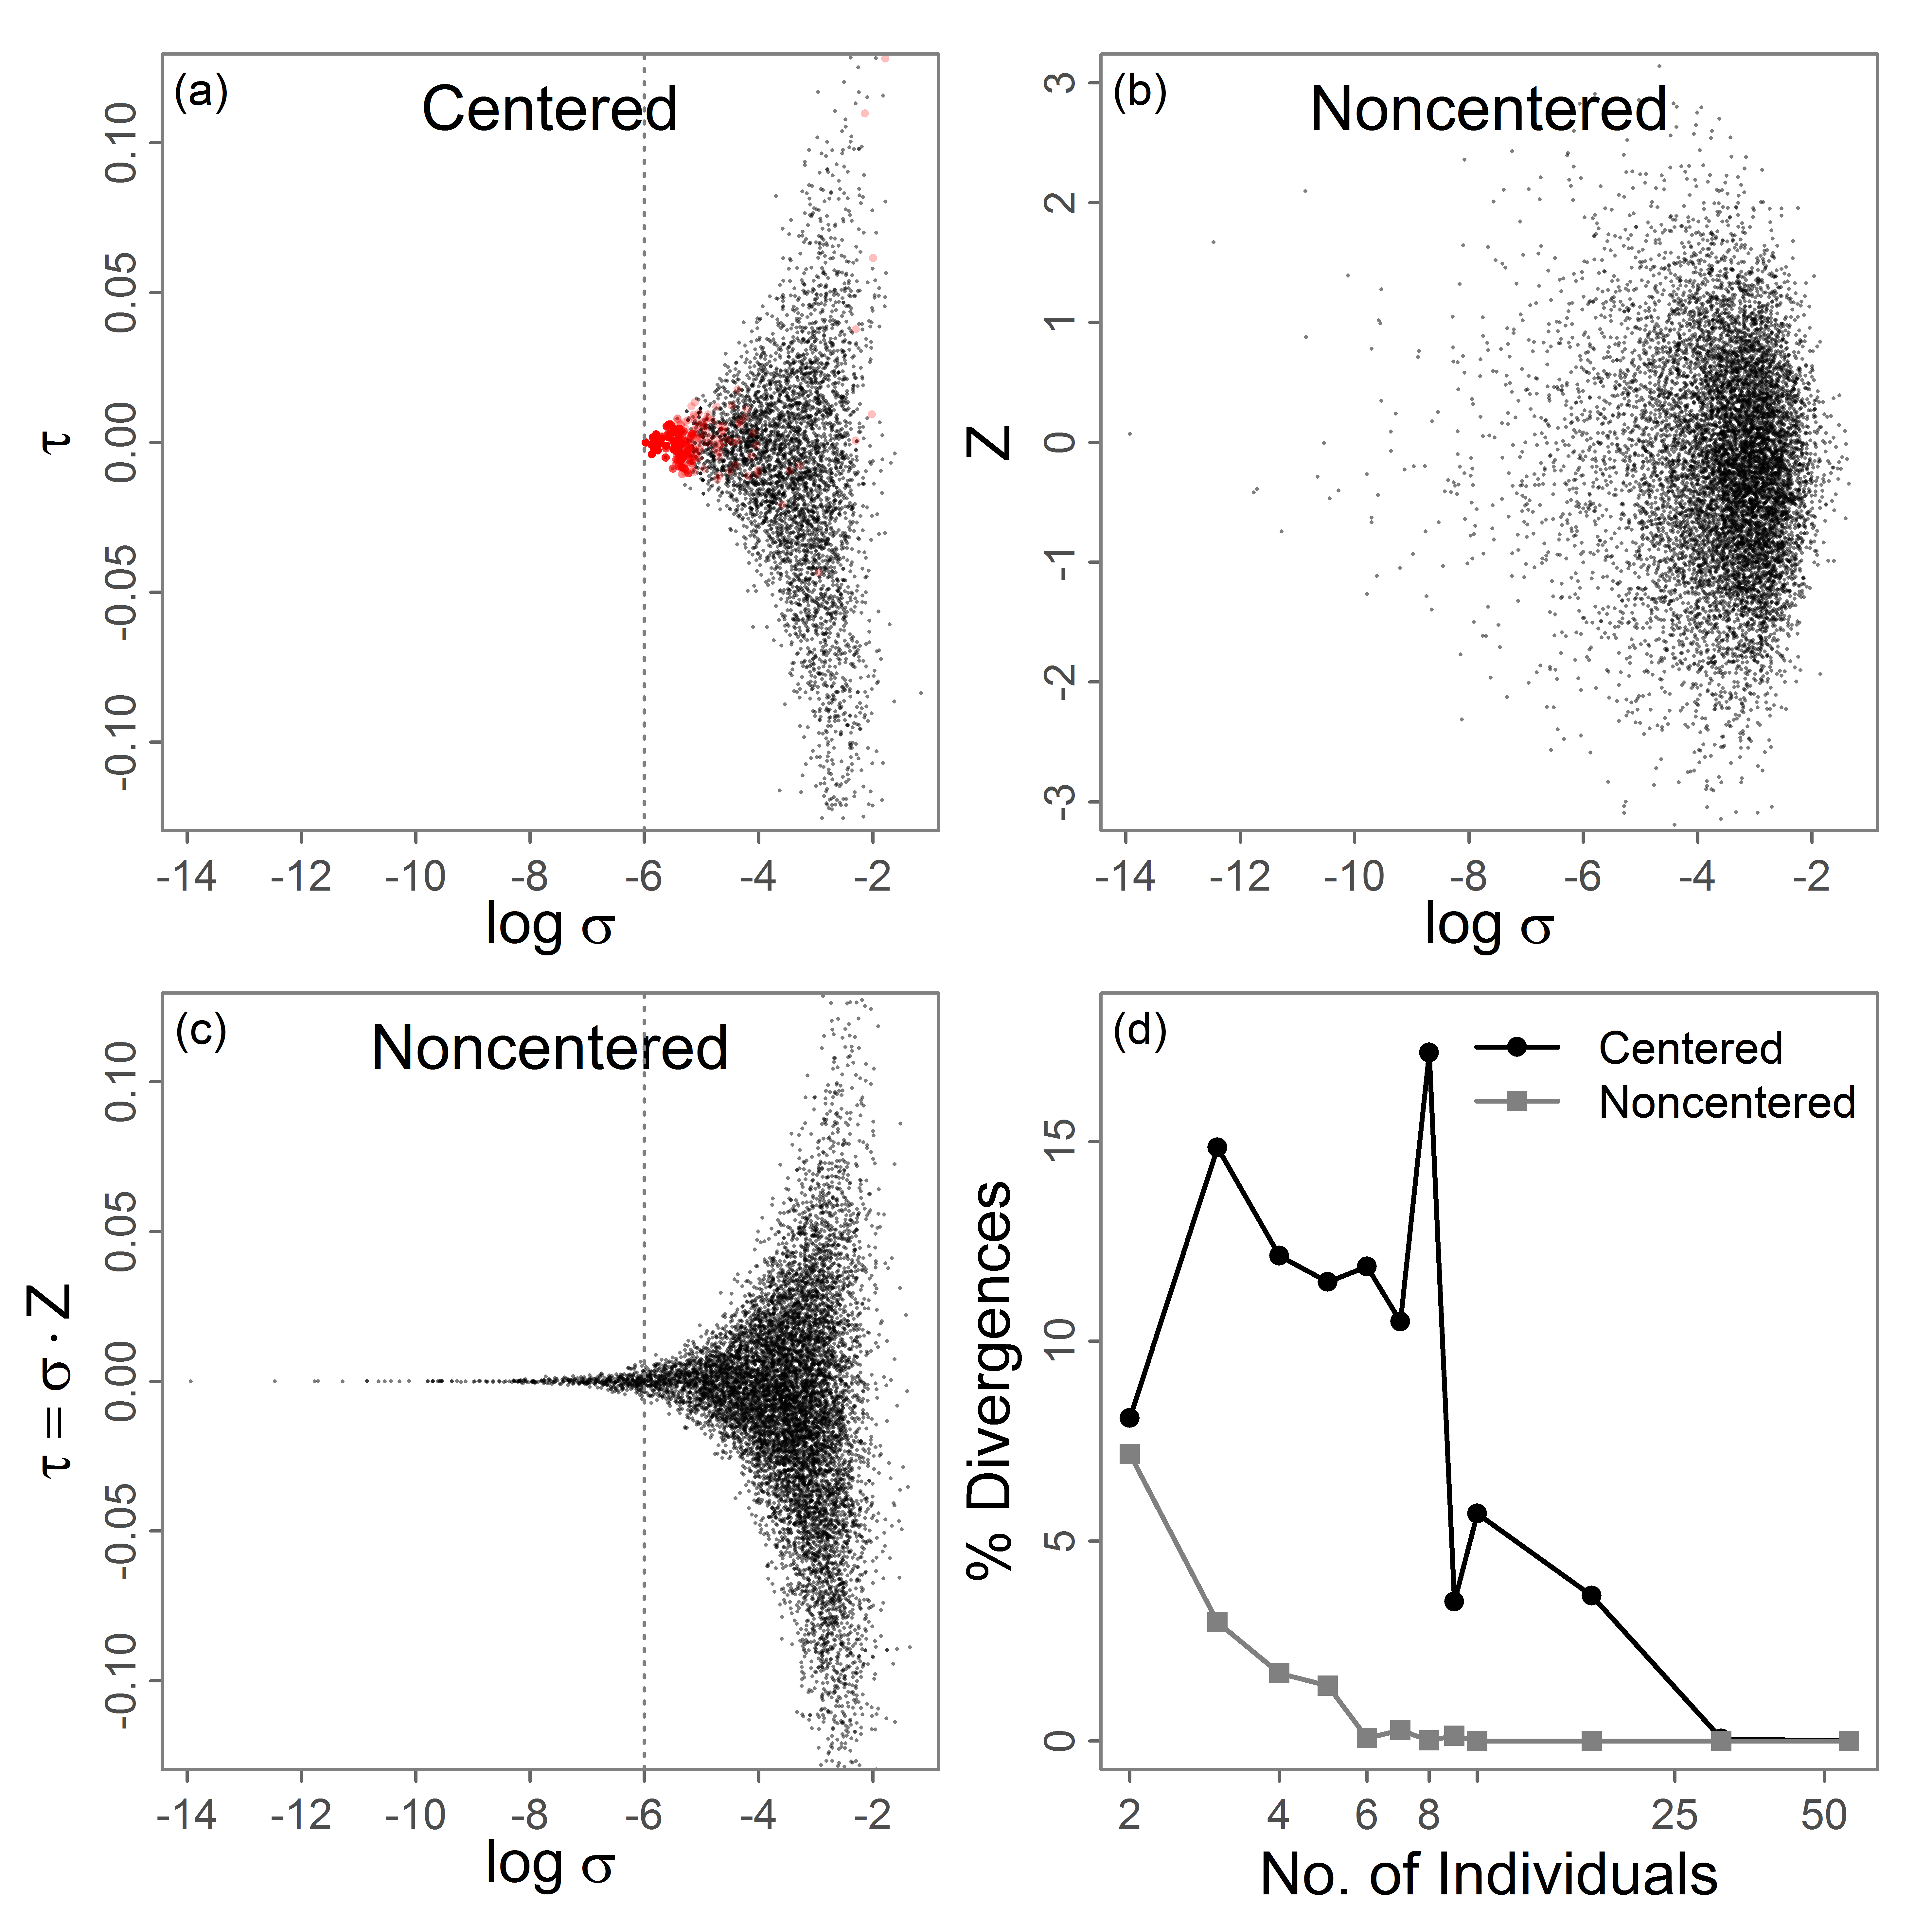 (a)
Centered
0.10
0.05
0.00
-0.05
-0.10
τ
-14 -12 -10 -8 -6 -4 -2
log σ
(b)
Noncentered
3
2
1
0
-1
-2
-3
Z
-14 -12 -10 -8 -6 -4 -2
log σ
(c)
Noncentered
0.10
0.05
0.00
-0.05
-0.10
τ = σ · Z
-14 -12 -10 -8 -6 -4 -2
log σ
(d)
Centered
Noncentered
15
10
5
0
% Divergences
2 4 6 8 25 50
No. of Individuals